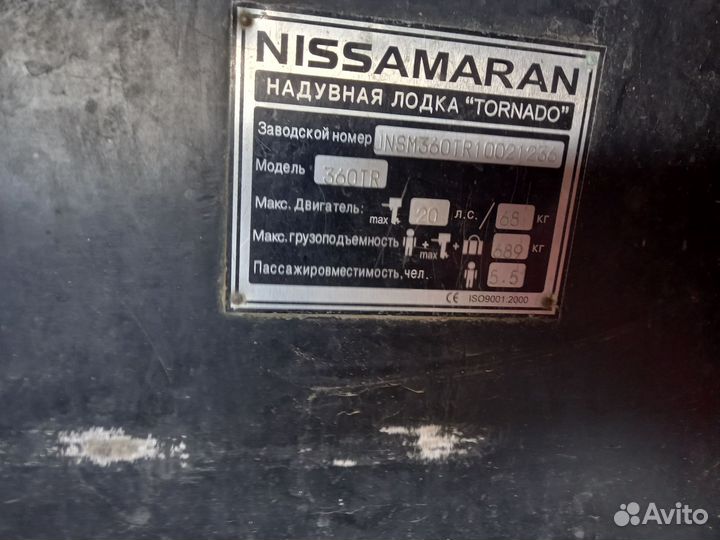 NISSAMARAN
НАДУВНАЯ ЛОДКА "TORNADO"
Заводской номер JNSM360TR10021236
Модель 360TR
Макс. Двигатель: max 20 л.с. / 68 кг
Макс. грузоподъемность + max + 689 кг
Пассажировместимость, чел. 5.5
CE ISO9001:2000
Avito